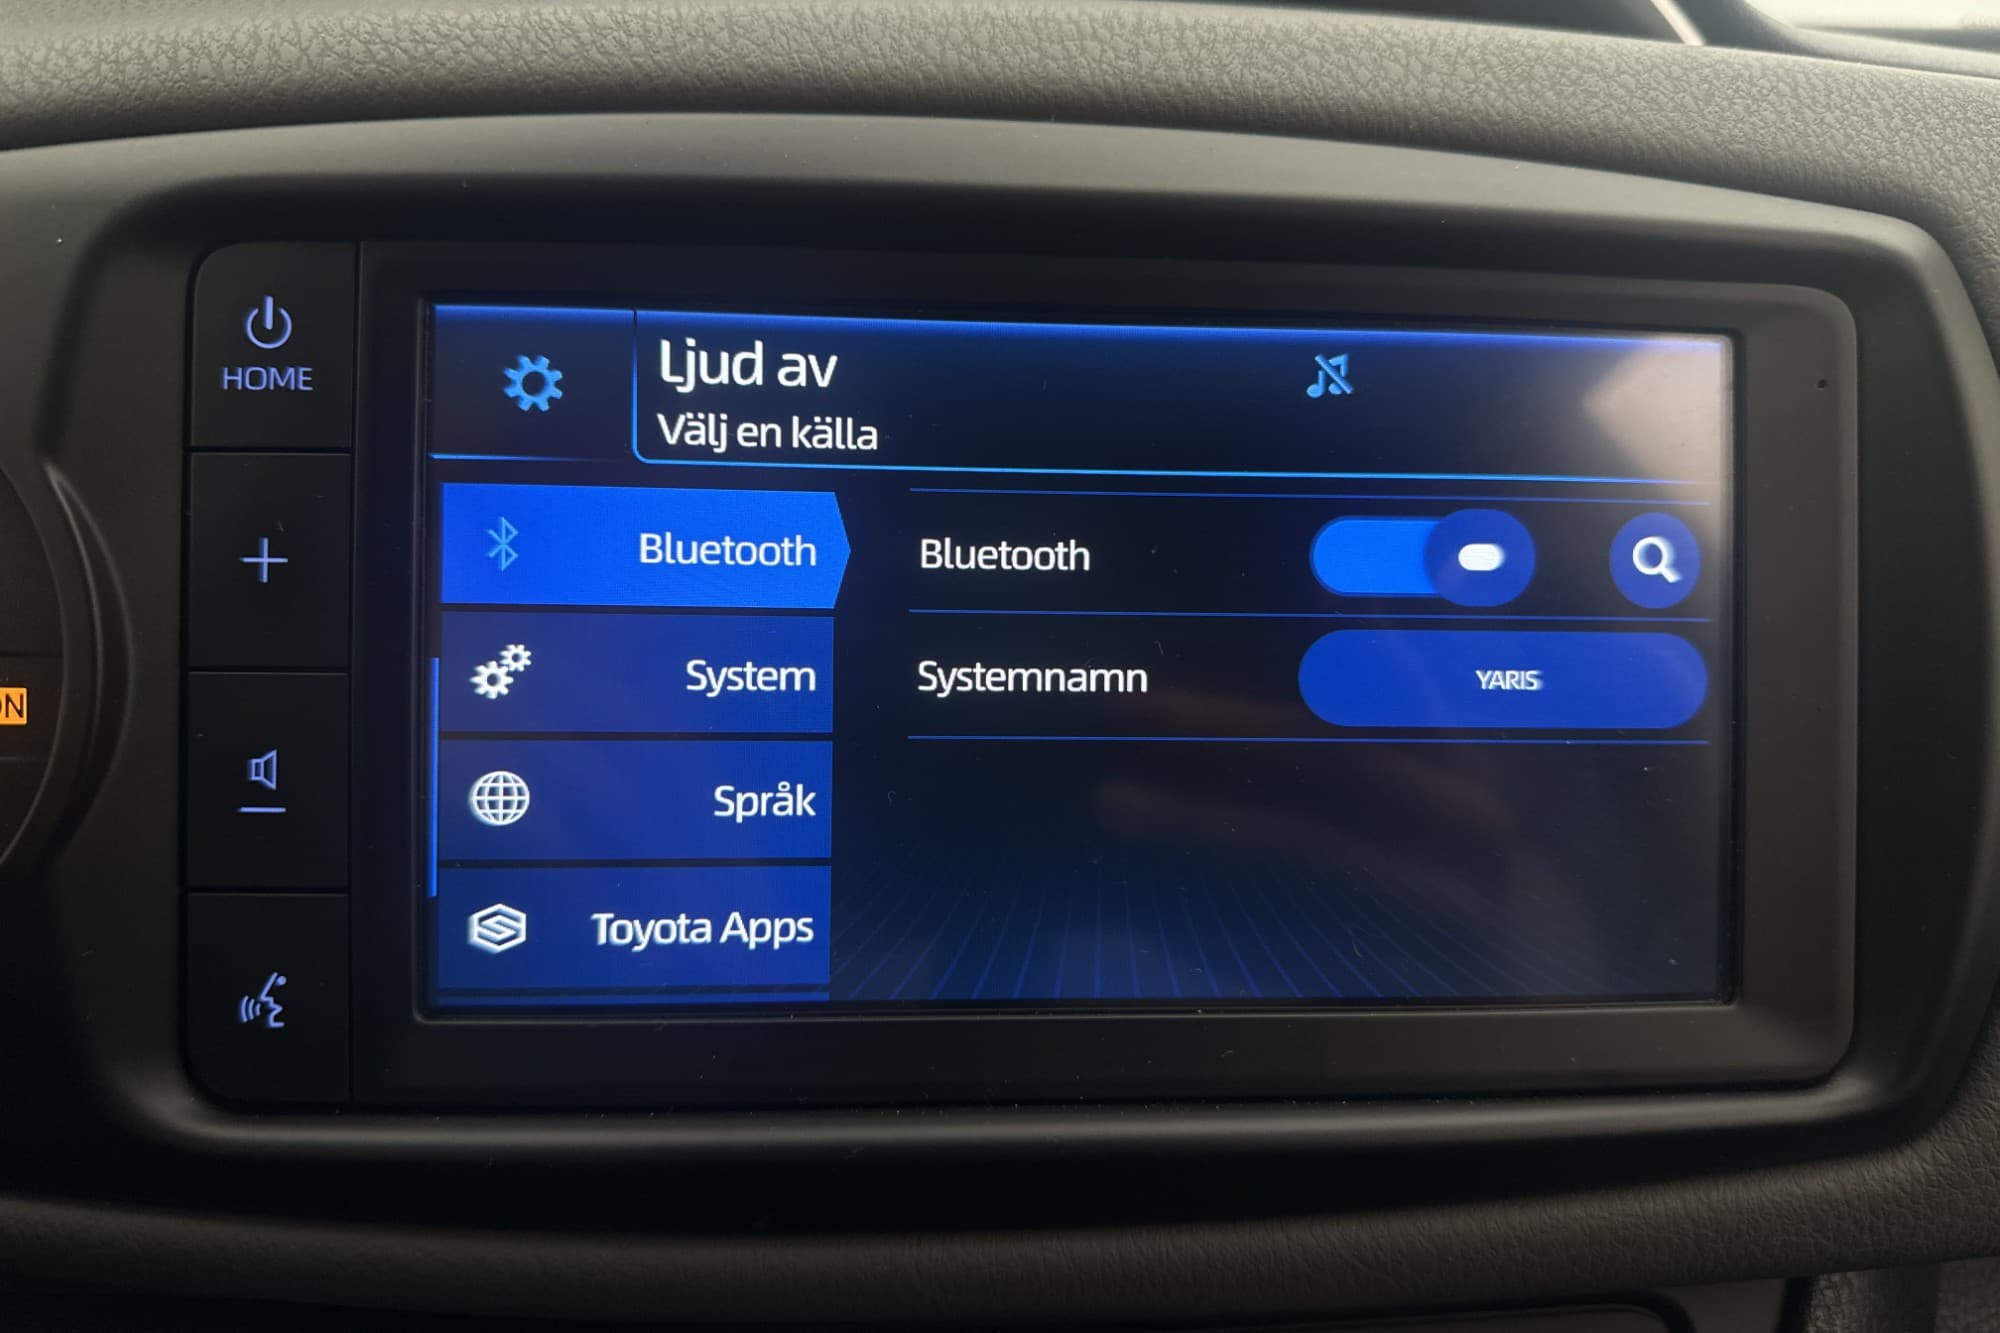 HOME
Ljud av
Välj en källa
Bluetooth
System
Språk
Toyota Apps
Bluetooth
Systemnamn
YARIS